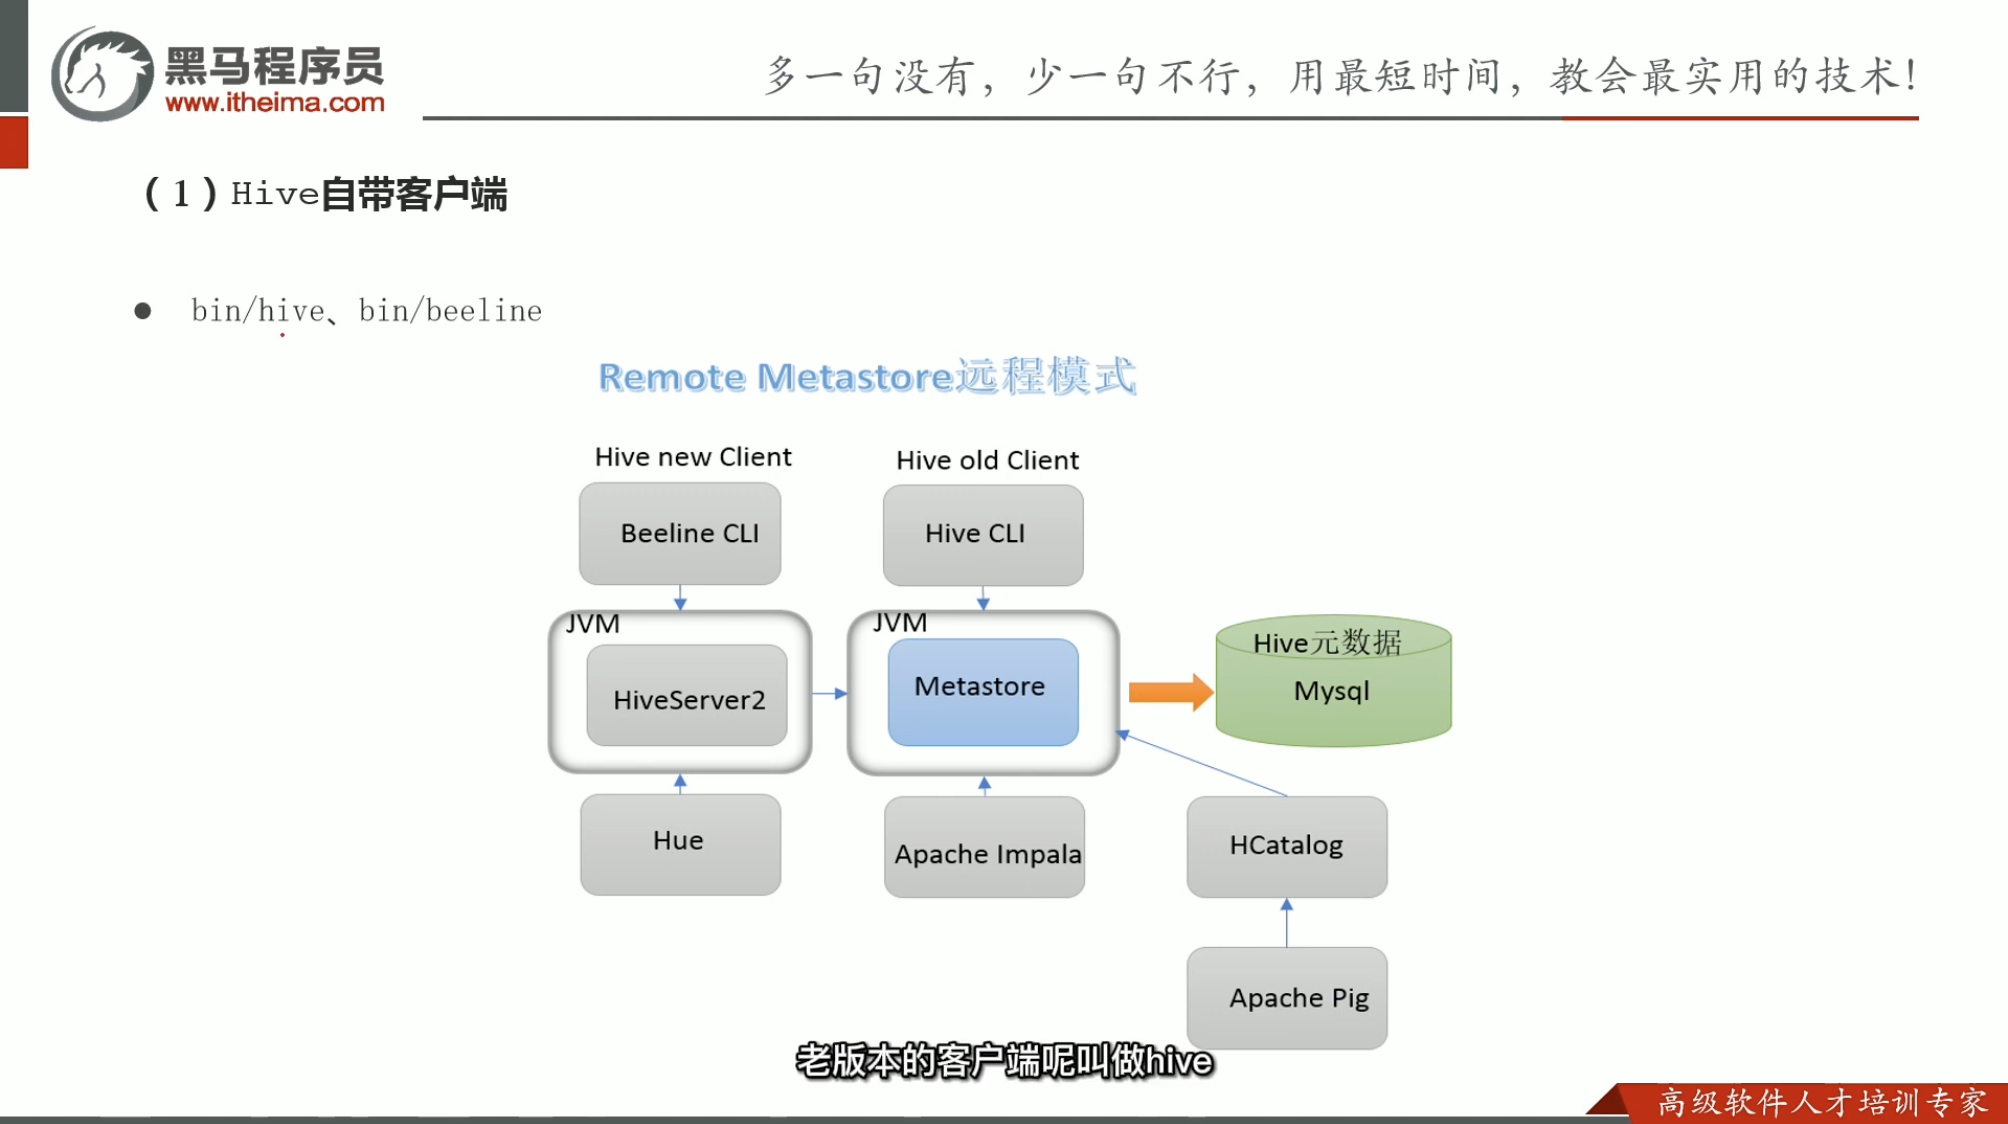 黑马程序员
www.itheima.com
多一句没有，少一句不行，用最短时间，教会最实用的技术！
（1）Hive自带客户端
● bin/hive、bin/beeline
Remote Metastore远程模式
Hive new Client
Hive old Client
Beeline CLI
Hive CLI
JVM
JVM
HiveServer2
Metastore
Hive元数据
Mysql
Hue
Apache Impala
HCatalog
Apache Pig
老版本的客户端呢叫做hive
高级软件人才培训专家